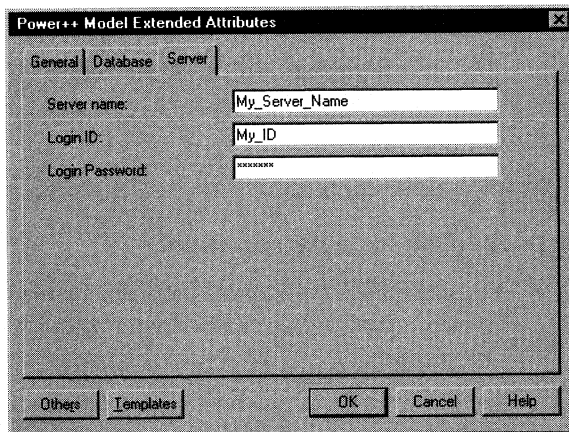 Power++ Model Extended Attributes
General Database Server
Server name: My_Server_Name
Login ID: My_ID
Login Password: *******
Others Templates OK Cancel Help